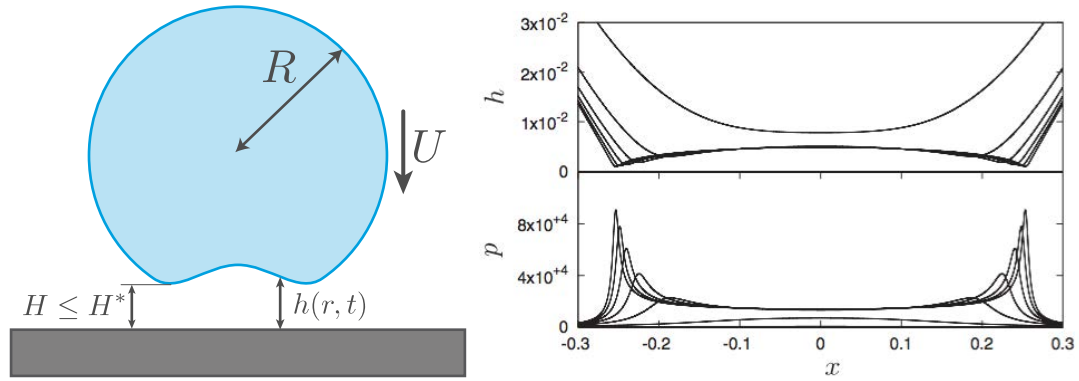 R
U
H ≤ H*
h(r, t)
3x10⁻²
2x10⁻²
h
1x10⁻²
0
8x10⁺⁴
p
4x10⁺⁴
0
-0.3 -0.2 -0.1 0 0.1 0.2 0.3
x